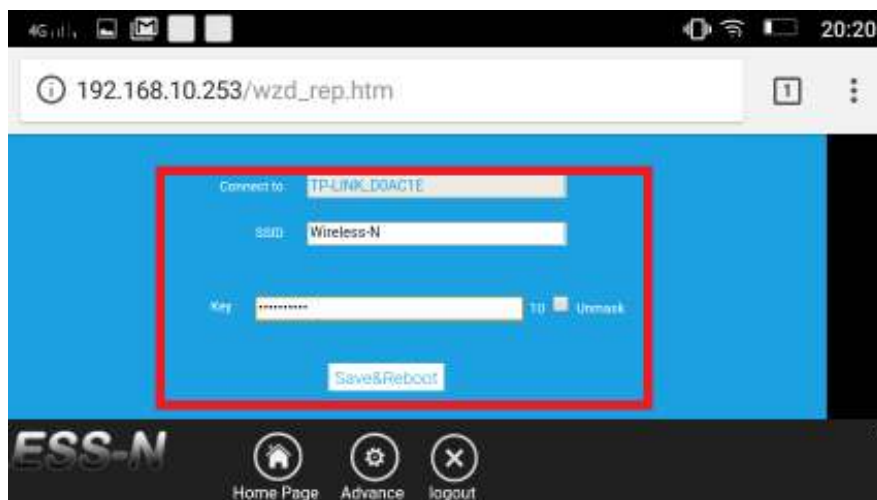 4G 20:20
192.168.10.253/wzd_rep.htm 1
Connect to TP-LINK_D0AC1E
SSID Wireless-N
Key •••••••••• 10 Unmask
Save&Reboot
ESS-N
Home Page Advance logout